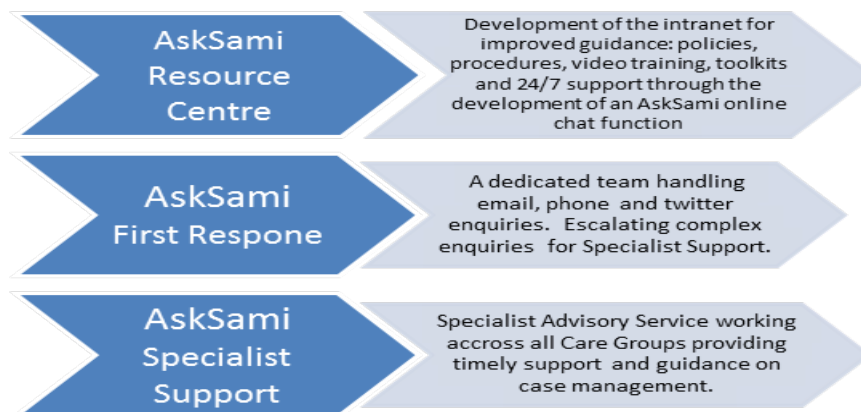 AskSami
Resource
Centre
Development of the intranet for
improved guidance: policies,
procedures, video training, toolkits
and 24/7 support through the
development of an AskSami online
chat function
AskSami
First Respone
A dedicated team handling
email, phone and twitter
enquiries. Escalating complex
enquiries for Specialist Support.
AskSami
Specialist
Support
Specialist Advisory Service working
accross all Care Groups providing
timely support and guidance on
case management.